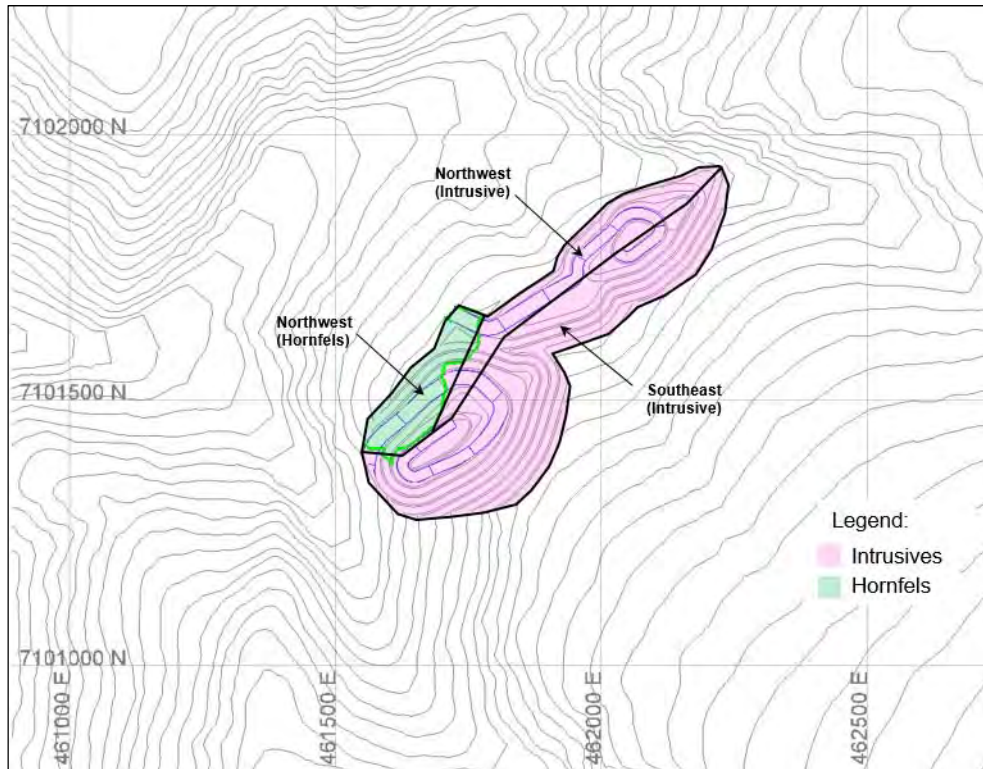 7102000 N
Northwest
(Intrusive)
Northwest
(Hornfels)
7101500 N
Southeast
(Intrusive)
Legend:
Intrusives
Hornfels
7101000 N
461000 E
461500 E
462000 E
462500 E